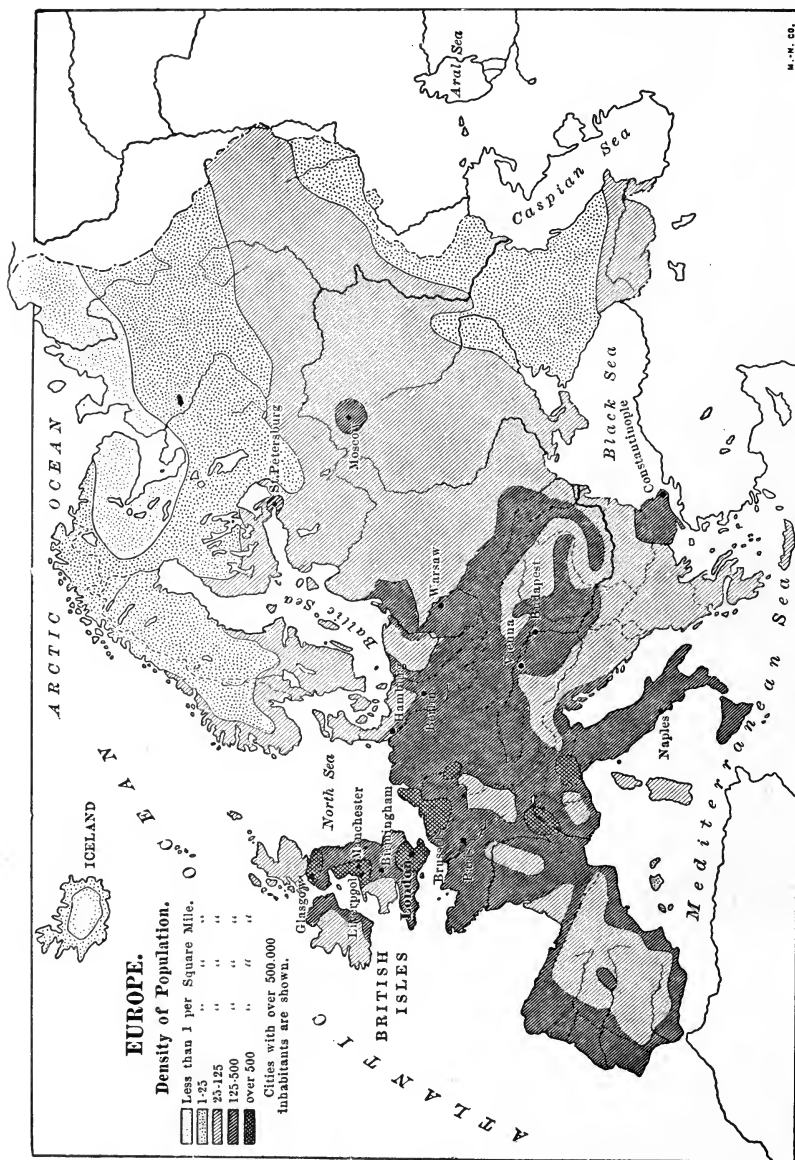 EUROPE.
Density of Population.
Less than 1 per Square Mile.
1-25 " " "
25-125 " " "
125-500 " " "
over 500 " " "
Cities with over 500.000
inhabitants are shown.
ARCTIC OCEAN
ATLANTIC OCEAN
ICELAND
BRITISH
ISLES
North Sea
Baltic Sea
Glasgow
Liverpool
Manchester
Birmingham
London
Paris
Hamburg
Berlin
Warsaw
Vienna
Budapest
St. Petersburg
Moscow
Naples
Constantinople
Black Sea
Caspian Sea
Aral Sea
Mediterranean Sea
M.-N. CO.